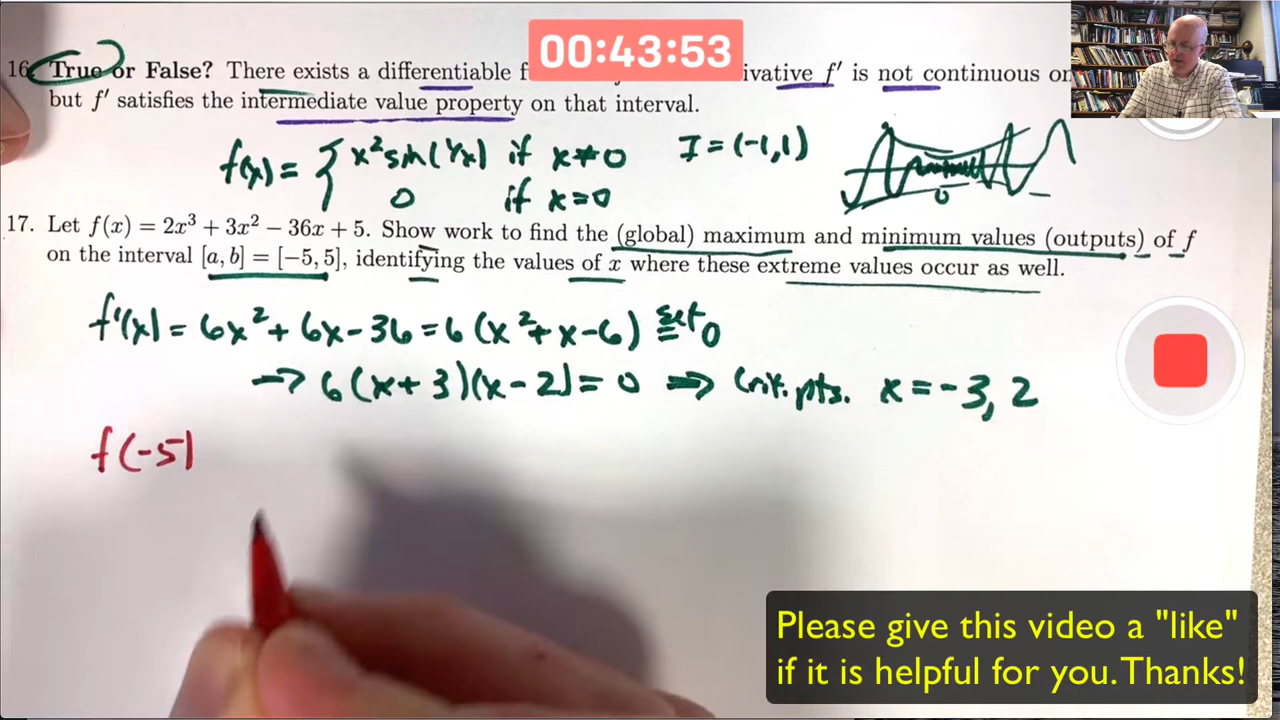 00:43:53
16. True or False? There exists a differentiable f ivative f′ is not continuous on
but f′ satisfies the intermediate value property on that interval.
f(x) = { x² sin(1/x) if x ≠ 0 I = (-1,1)
0 if x = 0
0
17. Let f(x) = 2x³ + 3x² − 36x + 5. Show work to find the (global) maximum and minimum values (outputs) of f
on the interval [a, b] = [−5, 5], identifying the values of x where these extreme values occur as well.
f'(x) = 6x² + 6x - 36 = 6(x² + x - 6) set = 0
→ 6(x+3)(x-2) = 0 ⇒ Crit. pts. x = -3, 2
f(-5)
Please give this video a "like"
if it is helpful for you. Thanks!